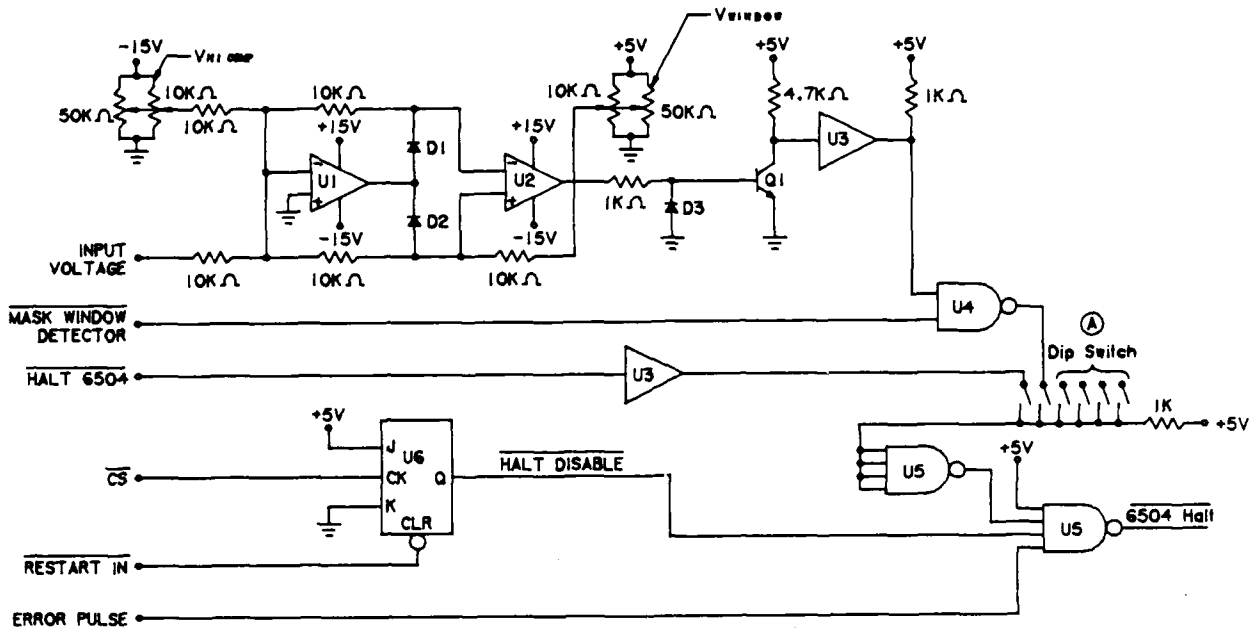 VWINDOW
-15V
VHI COMP
+5V
+5V
+5V
10KΩ
10KΩ
10KΩ
50KΩ
10KΩ
50KΩ
4.7KΩ
1KΩ
+15V
+15V
D1
U3
U1
U2
Q1
D2
1KΩ
D3
-15V
-15V
INPUT
VOLTAGE
10KΩ
10KΩ
10KΩ
MASK WINDOW
DETECTOR
U4
A
Dip Switch
HALT 6504
U3
1K
+5V
+5V
J
U6
HALT DISABLE
U5
+5V
CS
CK
Q
K
6504 Halt
CLR
U5
RESTART IN
ERROR PULSE